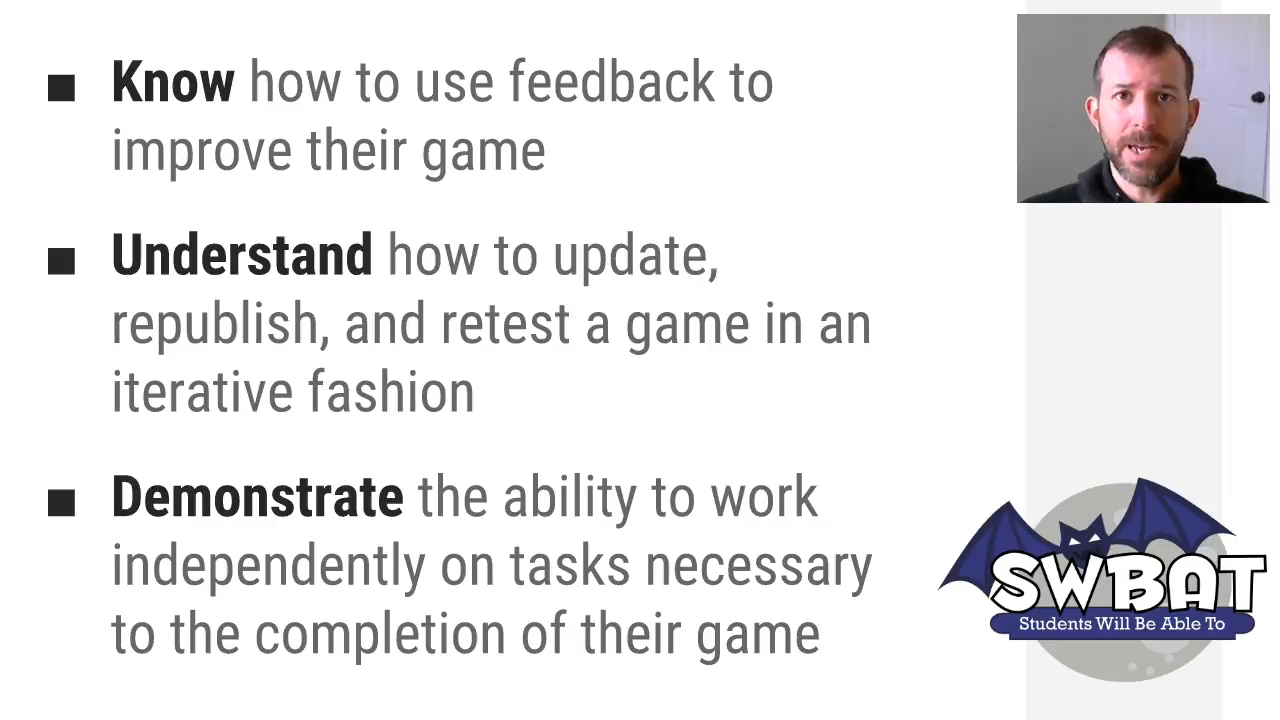 ■ Know how to use feedback to
improve their game
■ Understand how to update,
republish, and retest a game in an
iterative fashion
■ Demonstrate the ability to work
independently on tasks necessary
to the completion of their game
SWBAT
Students Will Be Able To